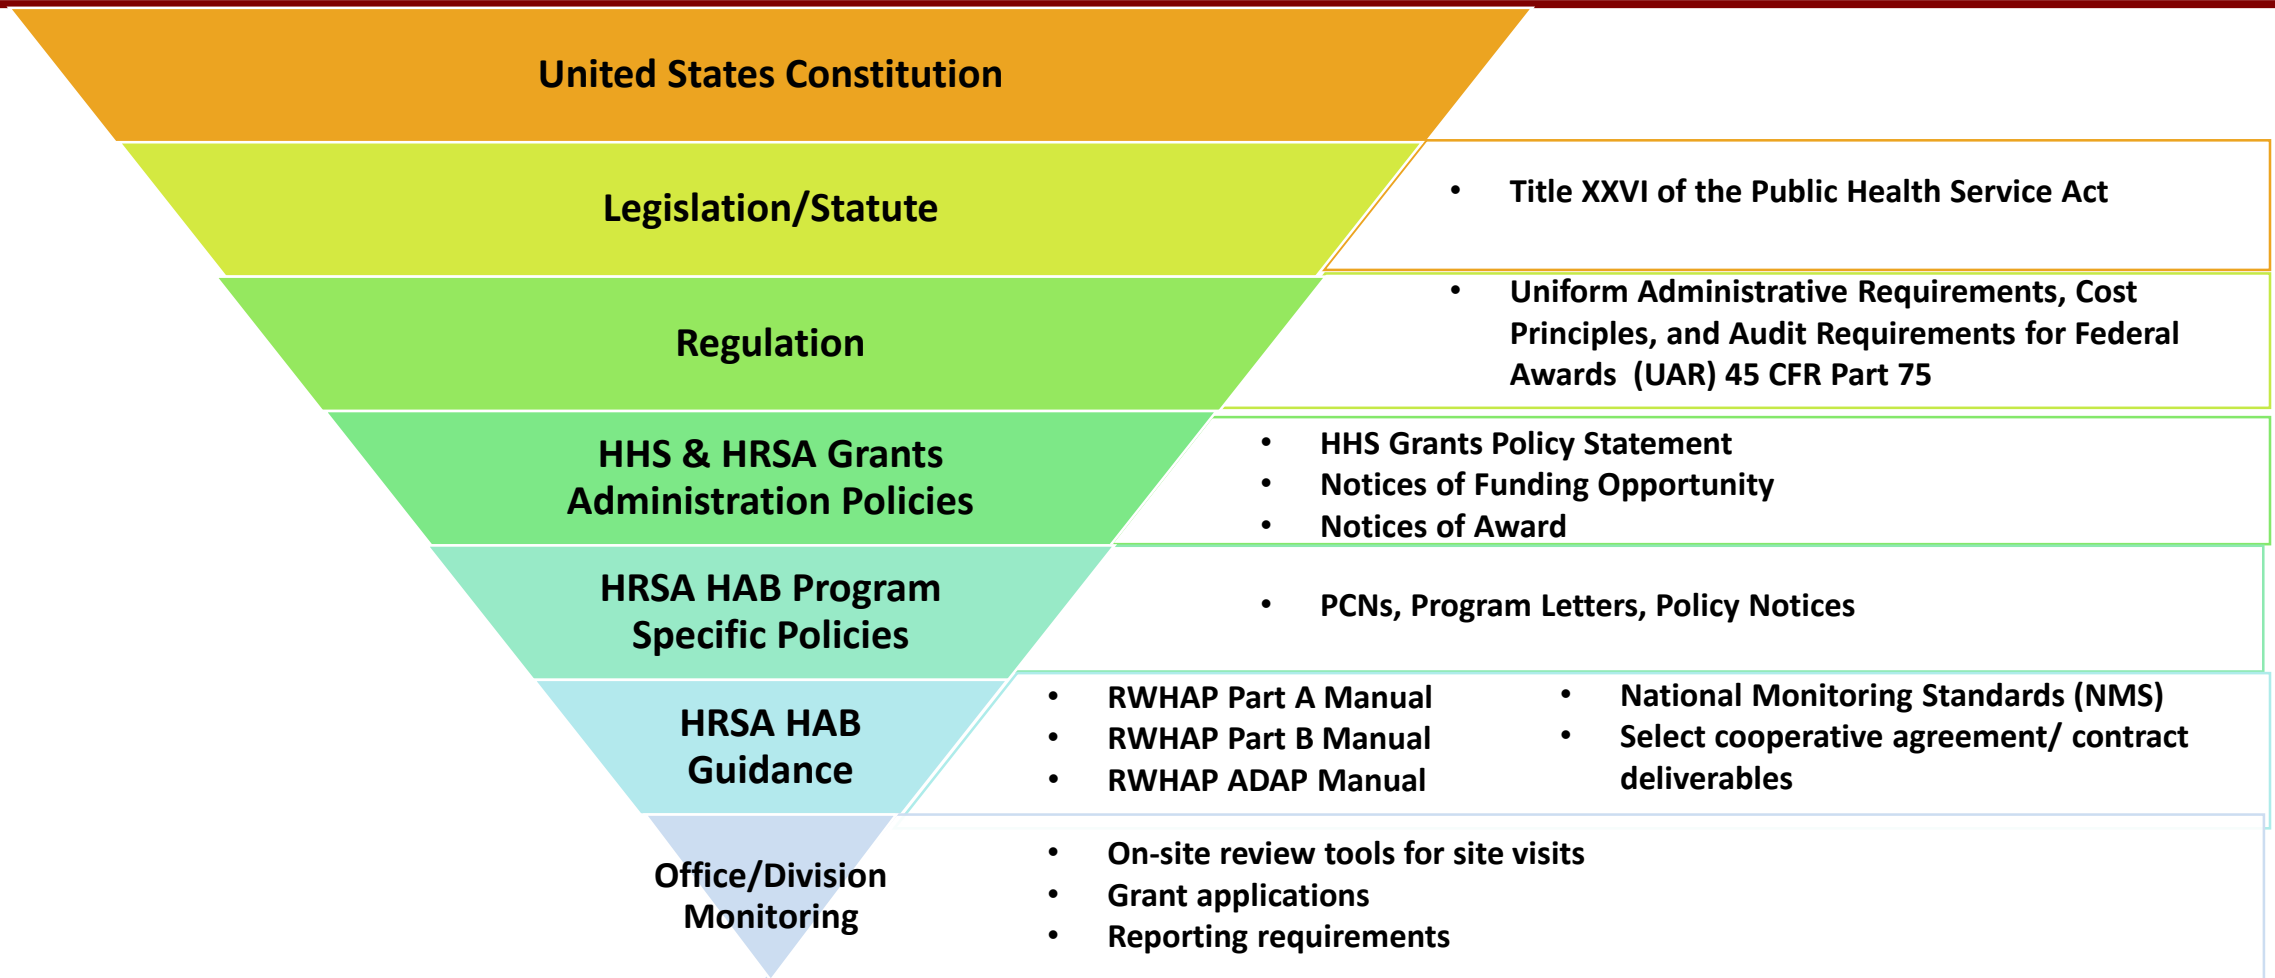 United States Constitution
Legislation/Statute
• Title XXVI of the Public Health Service Act
Regulation
• Uniform Administrative Requirements, Cost
Principles, and Audit Requirements for Federal
Awards  (UAR) 45 CFR Part 75
HHS & HRSA Grants
Administration Policies
• HHS Grants Policy Statement
• Notices of Funding Opportunity
• Notices of Award
HRSA HAB Program
Specific Policies
• PCNs, Program Letters, Policy Notices
HRSA HAB
Guidance
• RWHAP Part A Manual
• RWHAP Part B Manual
• RWHAP ADAP Manual
• National Monitoring Standards (NMS)
• Select cooperative agreement/ contract
deliverables
Office/Division
Monitoring
• On-site review tools for site visits
• Grant applications
• Reporting requirements